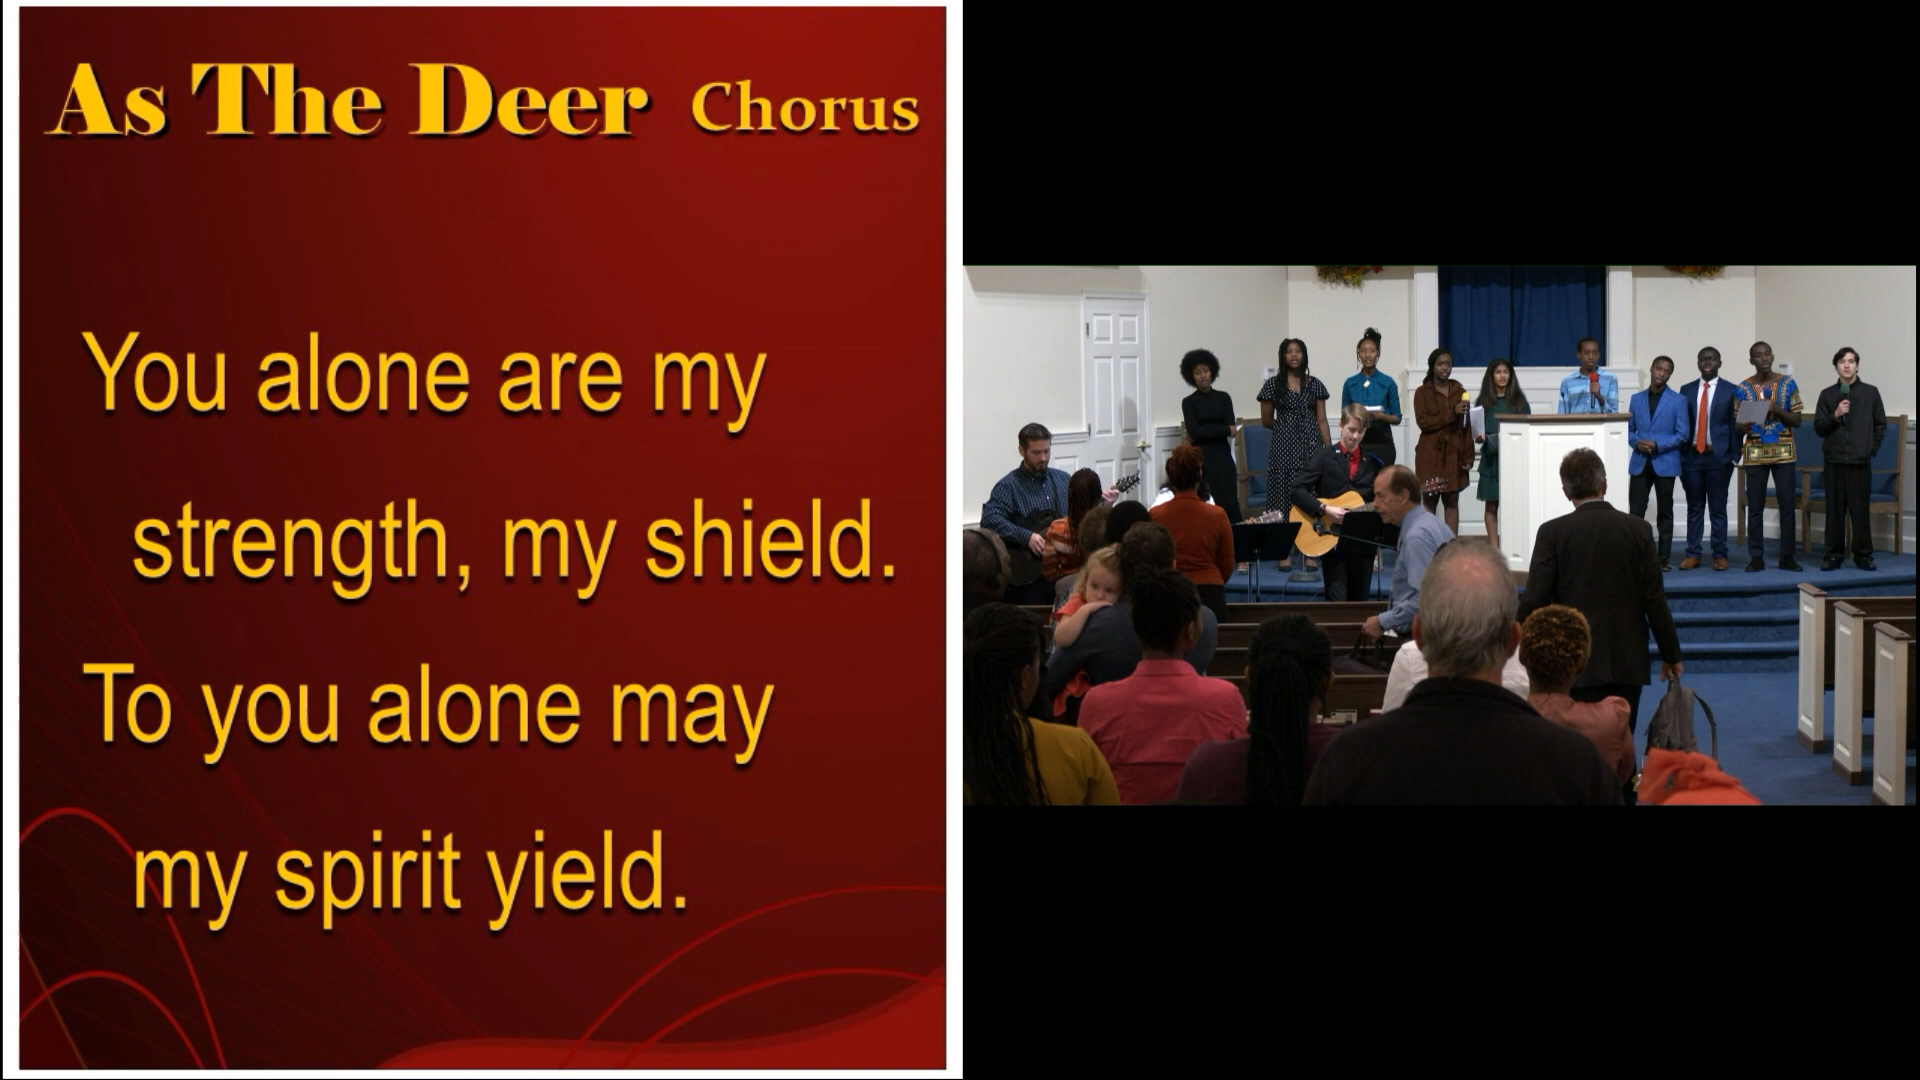 As The Deer Chorus
You alone are my
strength, my shield.
To you alone may
my spirit yield.